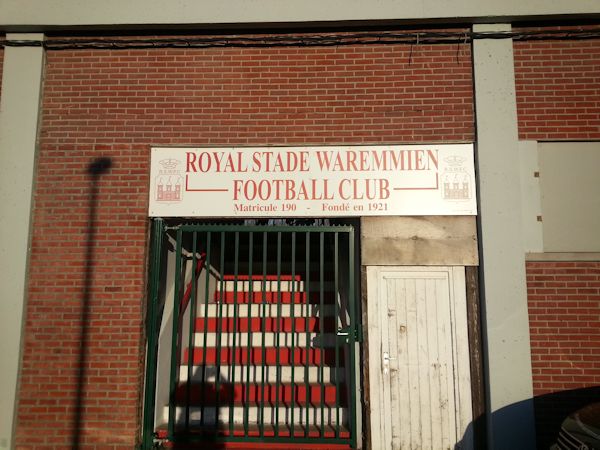 ROYAL STADE WAREMMIEN
FOOTBALL CLUB
Matricule 190 - Fondé en 1921
R.S.W.F.C
R.S.W.F.C